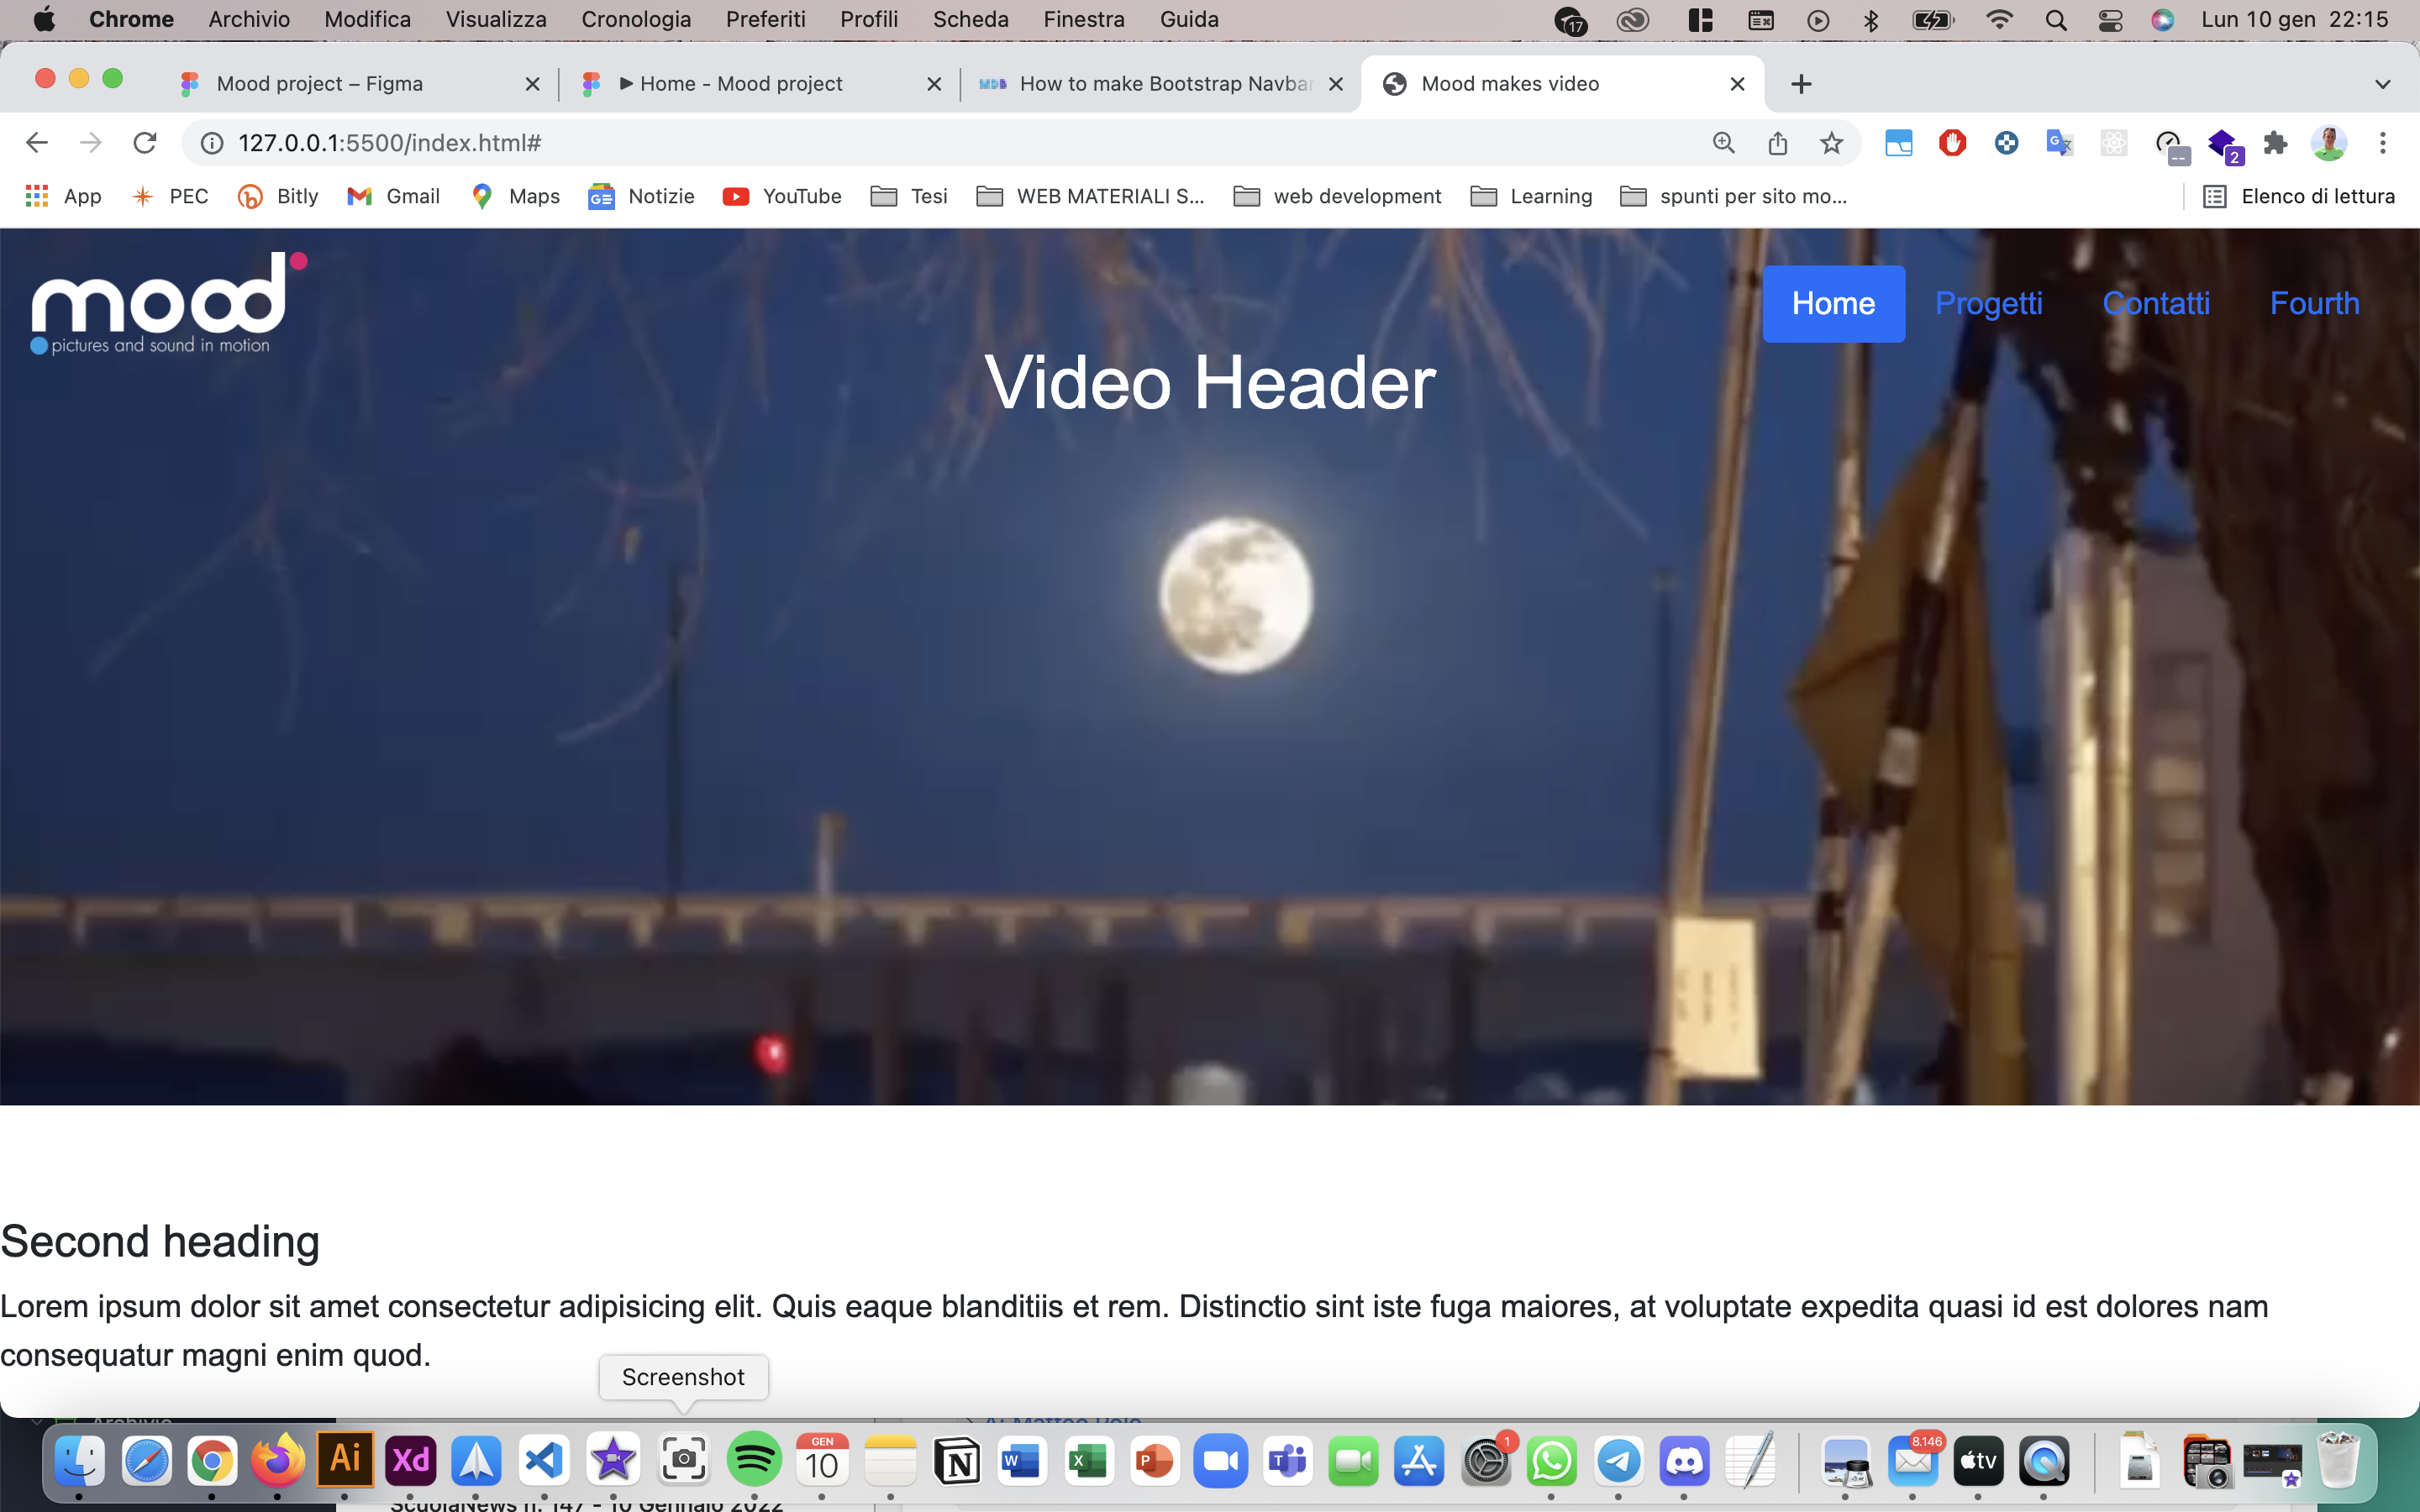 Chrome Archivio Modifica Visualizza Cronologia Preferiti Profili Scheda Finestra Guida 17 Lun 10 gen 22:15
Mood project – Figma Home - Mood project How to make Bootstrap Navbar Mood makes video
127.0.0.1:5500/index.html# 2
App PEC Bitly Gmail Maps Notizie YouTube Tesi WEB MATERIALI S... web development Learning spunti per sito mo... Elenco di lettura
mood
pictures and sound in motion
Home Progetti Contatti Fourth
Video Header
Second heading
Lorem ipsum dolor sit amet consectetur adipisicing elit. Quis eaque blanditiis et rem. Distinctio sint iste fuga maiores, at voluptate expedita quasi id est dolores nam
consequatur magni enim quod.
Screenshot
GEN
10
Ai Xd N W X P T 1 8.146 tv
ScuolaNews n. 147 - 10 Gennaio 2022